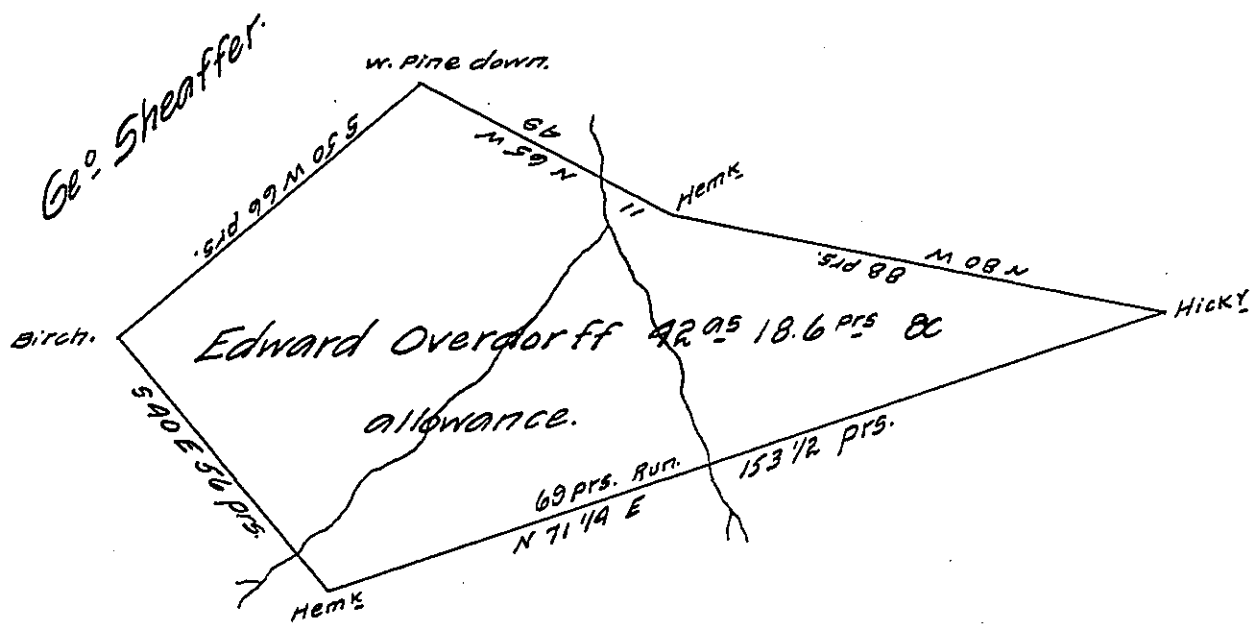 Geo. Sheaffer.
W. Pine down.
S 50 W 66 prs.
N 65 W
49
11
Hemk
N 80 W
88 prs.
Hicky
Birch.
Edward Overdorff 42 as 18.6 prs &c
allowance.
S 40 E 56 prs.
69 prs. Run.
153 1/2 prs.
N 71 1/4 E
Hemk